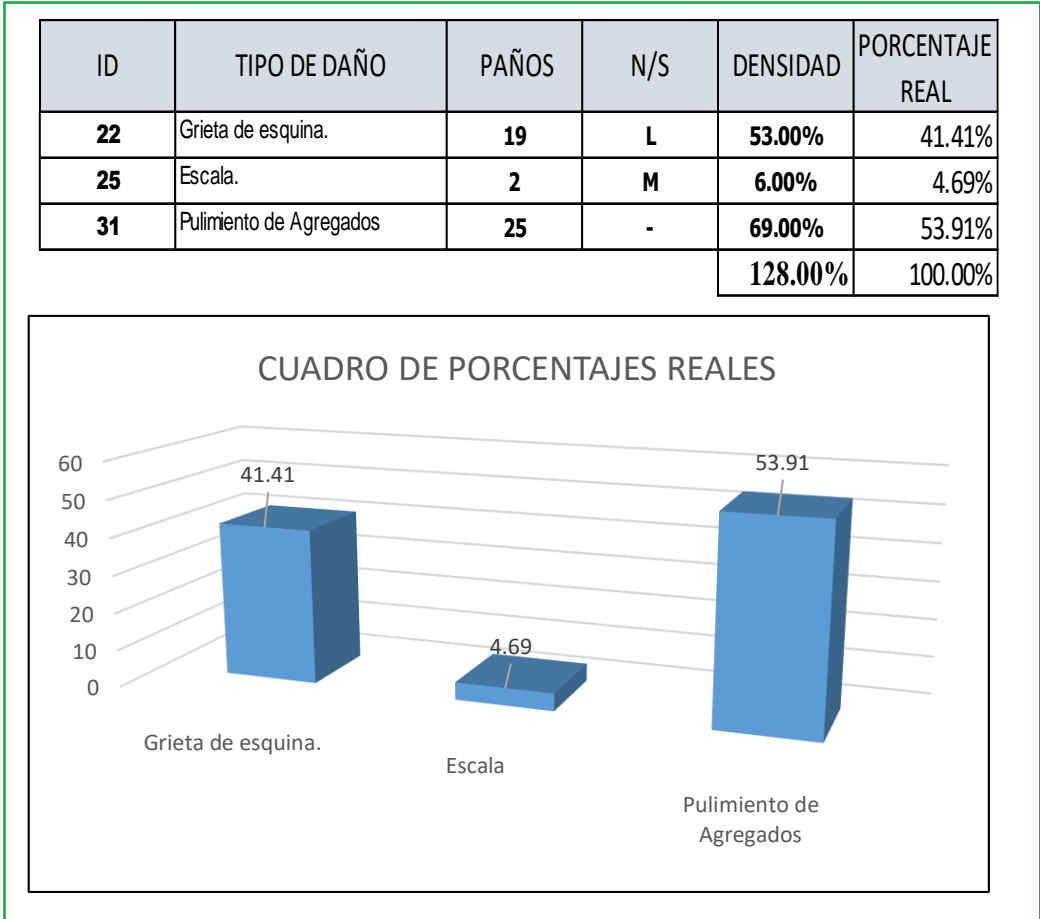 ID TIPO DE DAÑO PAÑOS N/S DENSIDAD PORCENTAJE REAL
22 Grieta de esquina. 19 L 53.00% 41.41%
25 Escala. 2 M 6.00% 4.69%
31 Pulimiento de Agregados 25 - 69.00% 53.91%
128.00% 100.00%
CUADRO DE PORCENTAJES REALES
60
50
40
30
20
10
0
41.41
4.69
53.91
Grieta de esquina.
Escala
Pulimiento de
Agregados